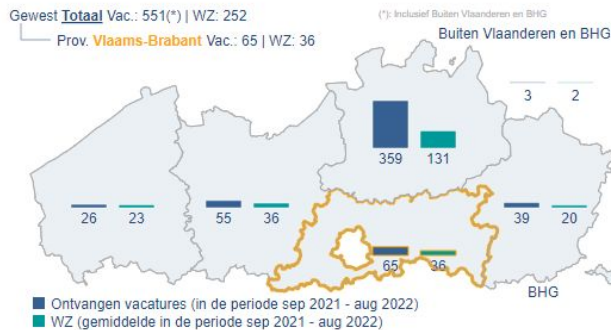 Gewest Totaal Vac.: 551(*) | WZ: 252
(*): Inclusief Buiten Vlaanderen en BHG
Prov. Vlaams-Brabant Vac.: 65 | WZ: 36
Buiten Vlaanderen en BHG
3 2
359 131
26 23 55 36 39 20
65 36
BHG
Ontvangen vacatures (in de periode sep 2021 - aug 2022)
WZ (gemiddelde in de periode sep 2021 - aug 2022)